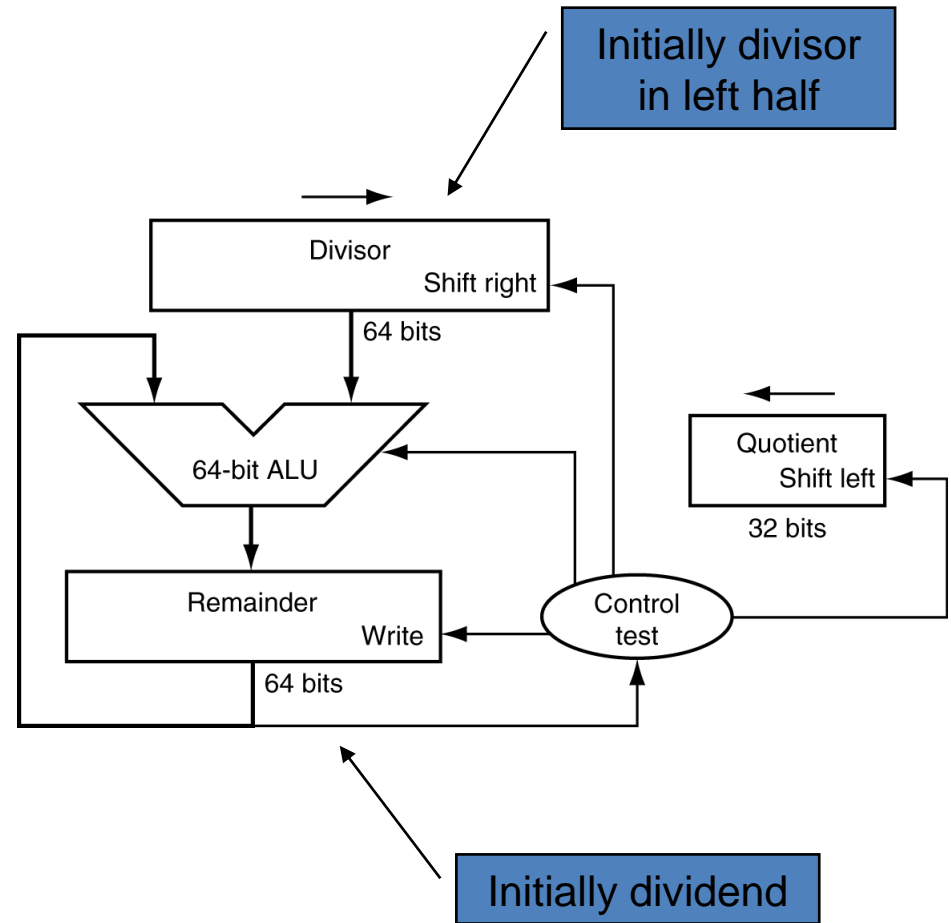 Initially divisor
in left half
Divisor
Shift right
64 bits
64-bit ALU
Quotient
Shift left
32 bits
Remainder
Write
Control
test
64 bits
Initially dividend